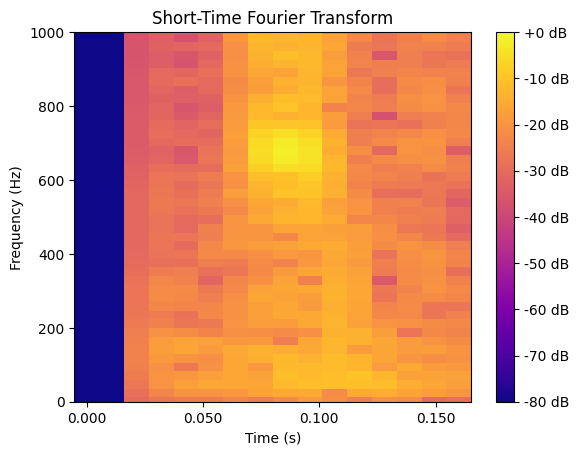 Short-Time Fourier Transform
Frequency (Hz)
1000
800
600
400
200
0
0.000
0.050
0.100
0.150
Time (s)
+0 dB
-10 dB
-20 dB
-30 dB
-40 dB
-50 dB
-60 dB
-70 dB
-80 dB